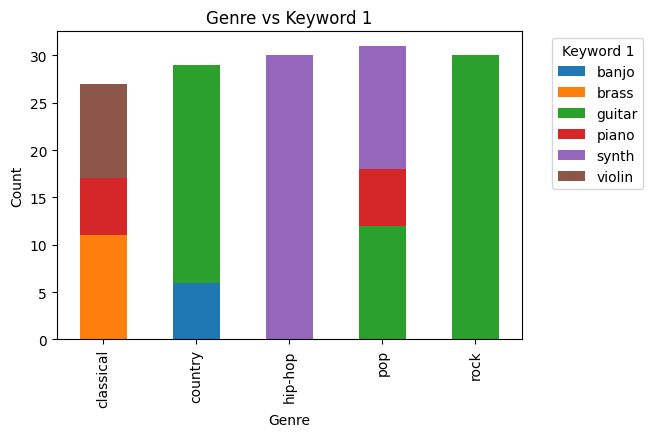 Genre vs Keyword 1
Keyword 1
banjo
brass
guitar
piano
synth
violin
Count
30
25
20
15
10
5
0
classical
country
hip-hop
pop
rock
Genre